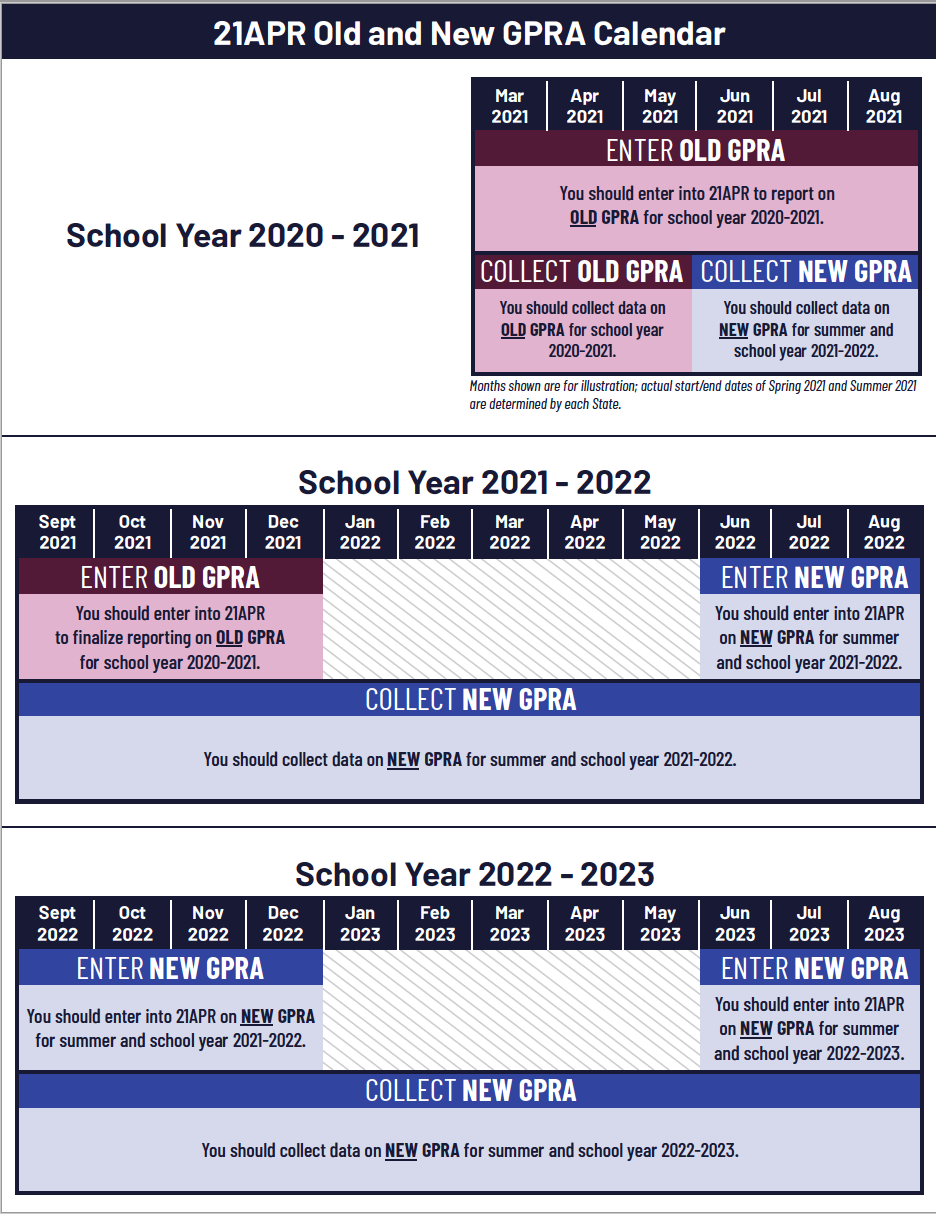 21APR Old and New GPRA Calendar
Mar 2021 Apr 2021 May 2021 Jun 2021 Jul 2021 Aug 2021
ENTER OLD GPRA
You should enter into 21APR to report on
OLD GPRA for school year 2020-2021.
School Year 2020 - 2021
COLLECT OLD GPRA
You should collect data on
OLD GPRA for school year
2020-2021.
COLLECT NEW GPRA
You should collect data on
NEW GPRA for summer and
school year 2021-2022.
Months shown are for illustration; actual start/end dates of Spring 2021 and Summer 2021
are determined by each State.
School Year 2021 - 2022
Sept 2021 Oct 2021 Nov 2021 Dec 2021 Jan 2022 Feb 2022 Mar 2022 Apr 2022 May 2022 Jun 2022 Jul 2022 Aug 2022
ENTER OLD GPRA
You should enter into 21APR
to finalize reporting on OLD GPRA
for school year 2020-2021.
ENTER NEW GPRA
You should enter into 21APR
on NEW GPRA for summer
and school year 2021-2022.
COLLECT NEW GPRA
You should collect data on NEW GPRA for summer and school year 2021-2022.
School Year 2022 - 2023
Sept 2022 Oct 2022 Nov 2022 Dec 2022 Jan 2023 Feb 2023 Mar 2023 Apr 2023 May 2023 Jun 2023 Jul 2023 Aug 2023
ENTER NEW GPRA
You should enter into 21APR on NEW GPRA
for summer and school year 2021-2022.
ENTER NEW GPRA
You should enter into 21APR
on NEW GPRA for summer
and school year 2022-2023.
COLLECT NEW GPRA
You should collect data on NEW GPRA for summer and school year 2022-2023.